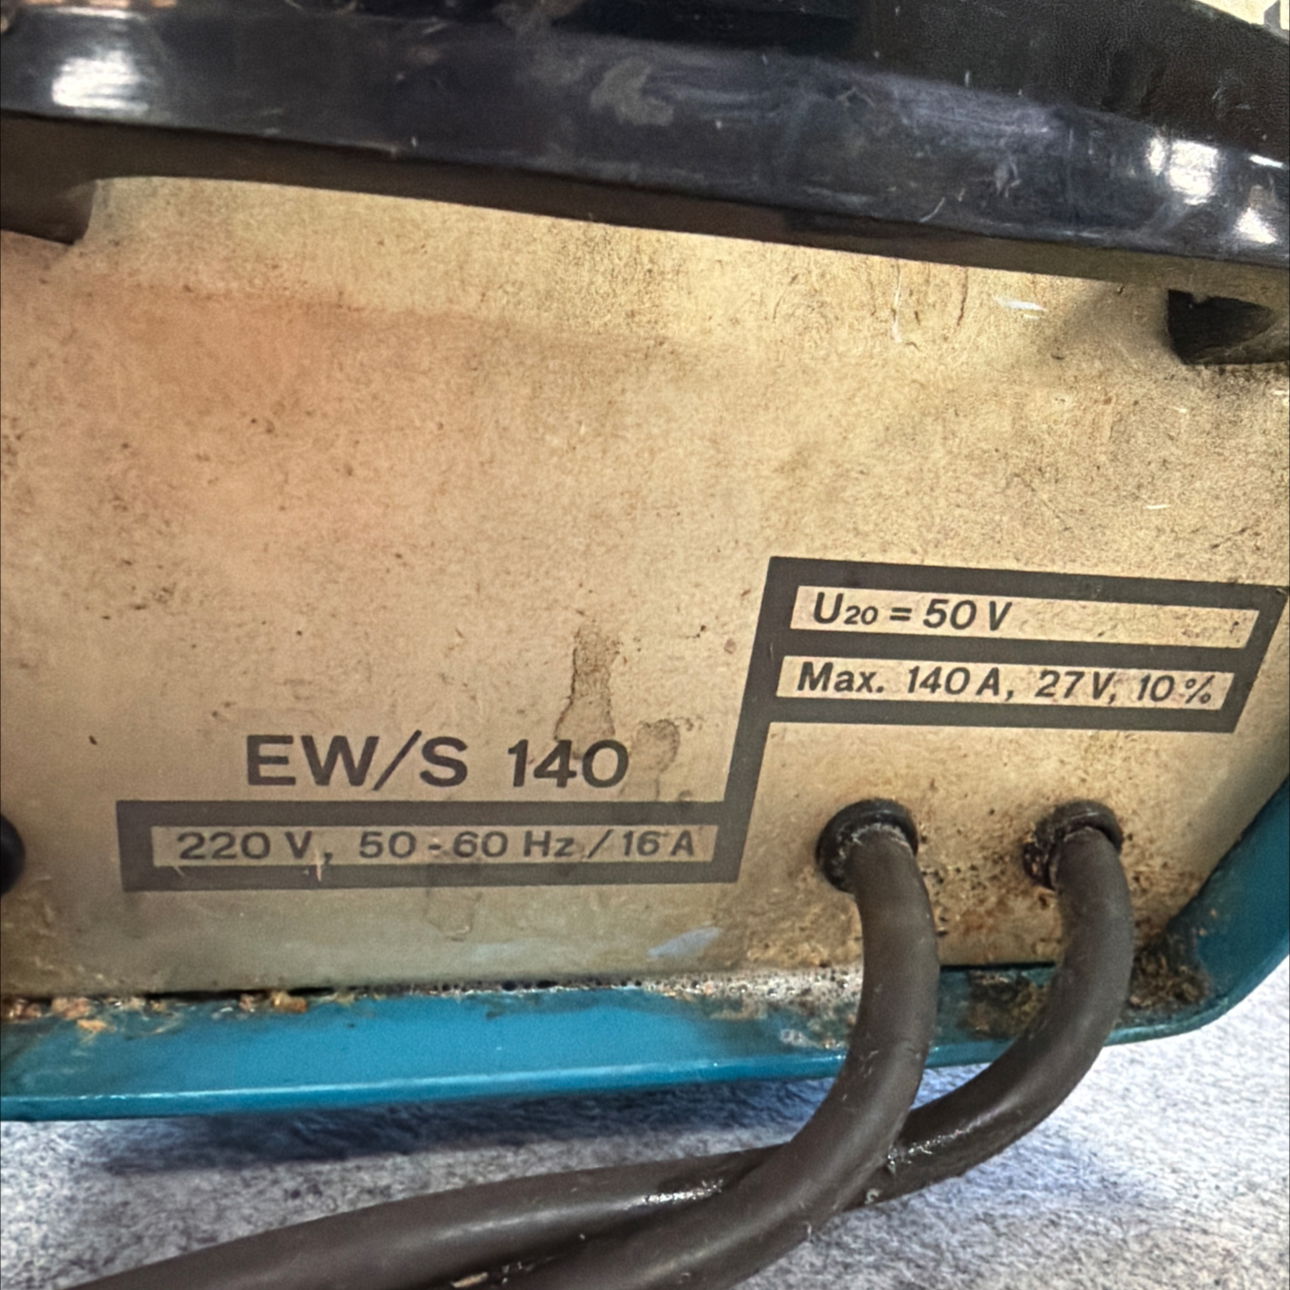 U20 = 50 V
Max. 140 A, 27 V, 10 %
EW/S 140
220 V, 50 - 60 Hz / 16 A